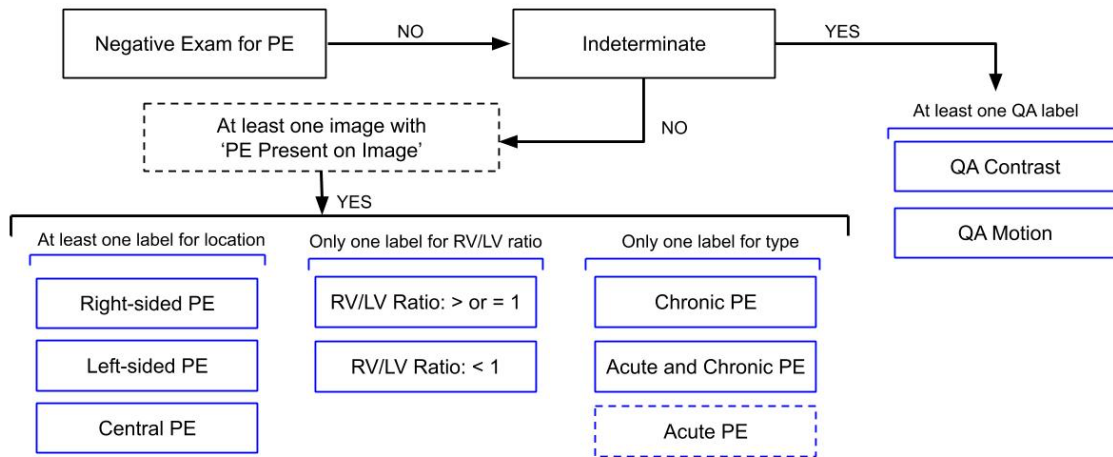 Negative Exam for PE
NO
Indeterminate
YES
At least one image with
‘PE Present on Image’
NO
At least one QA label
QA Contrast
QA Motion
YES
At least one label for location
Right-sided PE
Left-sided PE
Central PE
Only one label for RV/LV ratio
RV/LV Ratio: > or = 1
RV/LV Ratio: < 1
Only one label for type
Chronic PE
Acute and Chronic PE
Acute PE